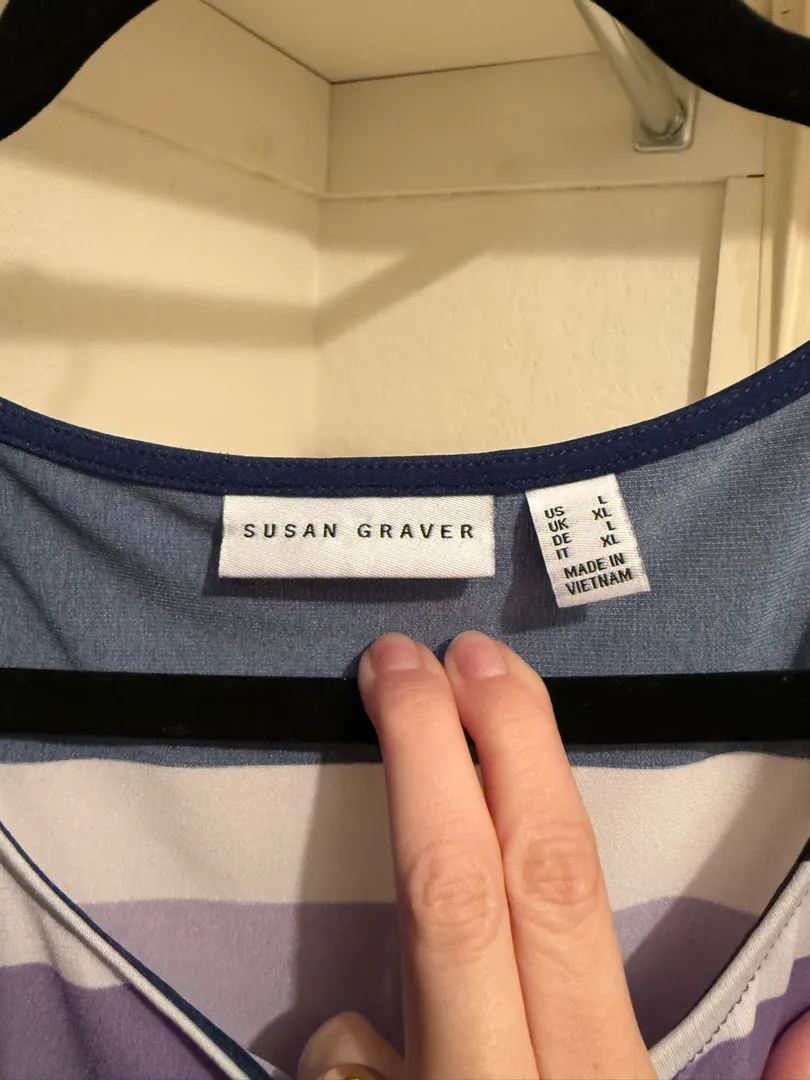 SUSAN GRAVER
US L
UK XL
DE L
IT XL
MADE IN
VIETNAM